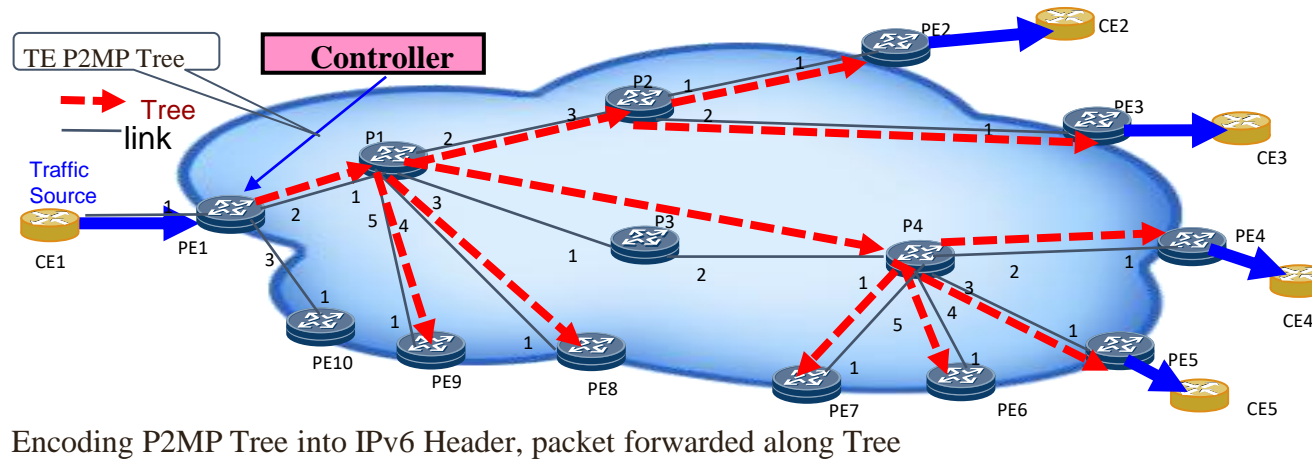 CE2
PE2
TE P2MP Tree
Controller
1
1
P2
Tree
link
3
2
2
1
PE3
P1
CE3
Traffic
Source
1
2
1
5
4
3
P3
P4
PE1
CE1
3
1
2
1
2
1
PE4
5
4
3
CE4
1
PE10
1
PE9
1
PE8
1
PE7
1
PE6
1
PE5
CE5
Encoding P2MP Tree into IPv6 Header, packet forwarded along Tree